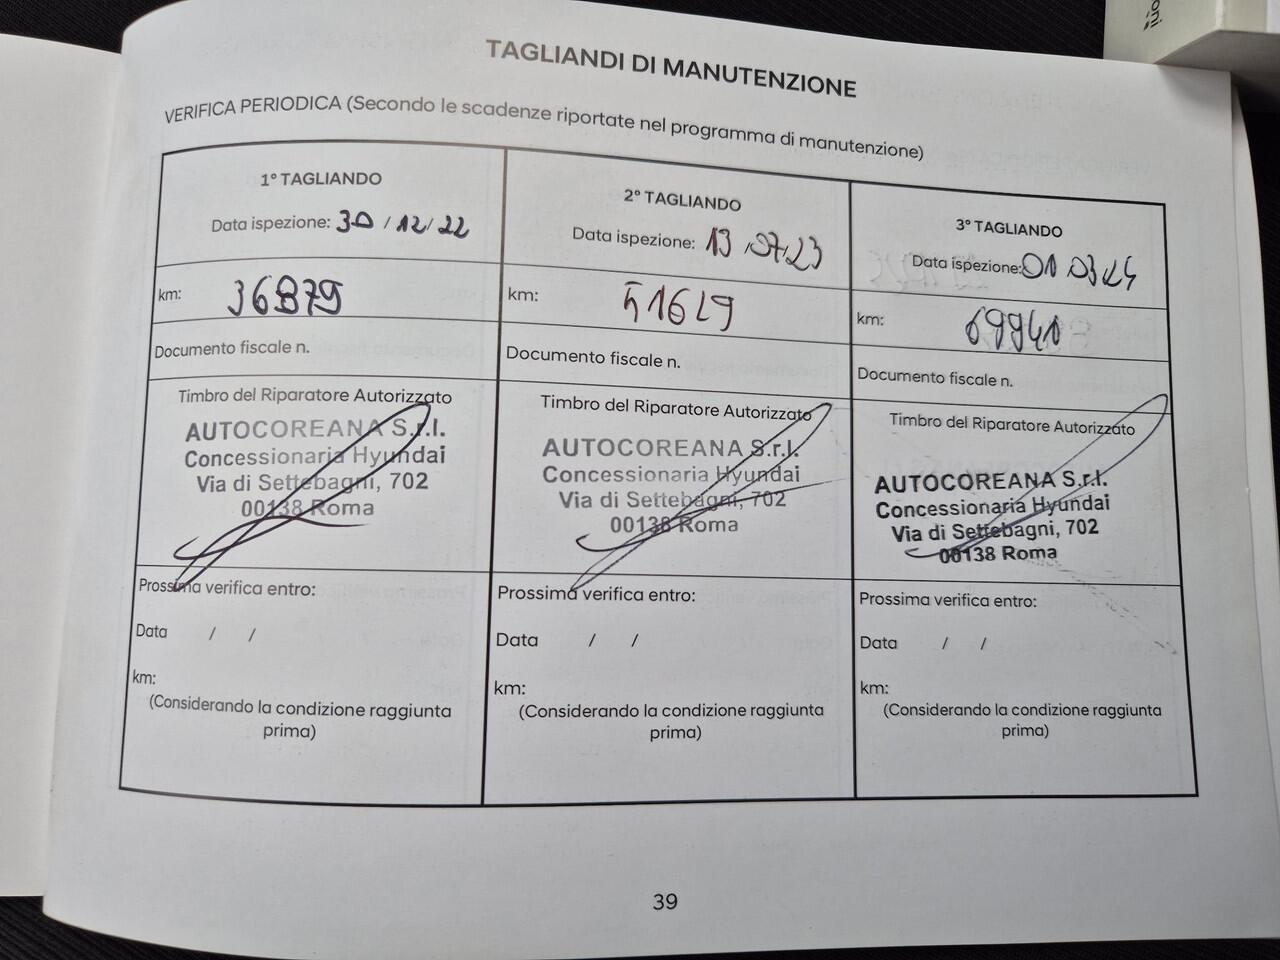 TAGLIANDI DI MANUTENZIONE
VERIFICA PERIODICA (Secondo le scadenze riportate nel programma di manutenzione)
1° TAGLIANDO
Data ispezione: 30 / 12 / 22
km: 36879
Documento fiscale n.
Timbro del Riparatore Autorizzato
AUTOCOREANA S.r.l.
Concessionaria Hyundai
Via di Settebagni, 702
00138 Roma
Prossima verifica entro:
Data / /
km:
(Considerando la condizione raggiunta
prima)
2° TAGLIANDO
Data ispezione: 13 / 07 / 23
km: 51629
Documento fiscale n.
Timbro del Riparatore Autorizzato
AUTOCOREANA S.r.l.
Concessionaria Hyundai
Via di Settebagni, 702
00138 Roma
Prossima verifica entro:
Data / /
km:
(Considerando la condizione raggiunta
prima)
3° TAGLIANDO
Data ispezione: 01 03 24
km: 69940
Documento fiscale n.
Timbro del Riparatore Autorizzato
AUTOCOREANA S.r.l.
Concessionaria Hyundai
Via di Settebagni, 702
00138 Roma
Prossima verifica entro:
Data / /
km:
(Considerando la condizione raggiunta
prima)
39